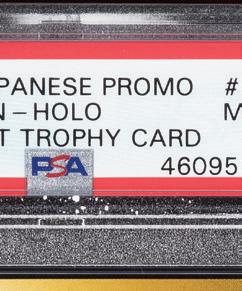 PANESE PROMO #
N-HOLO M
T TROPHY CARD
PSA 46095